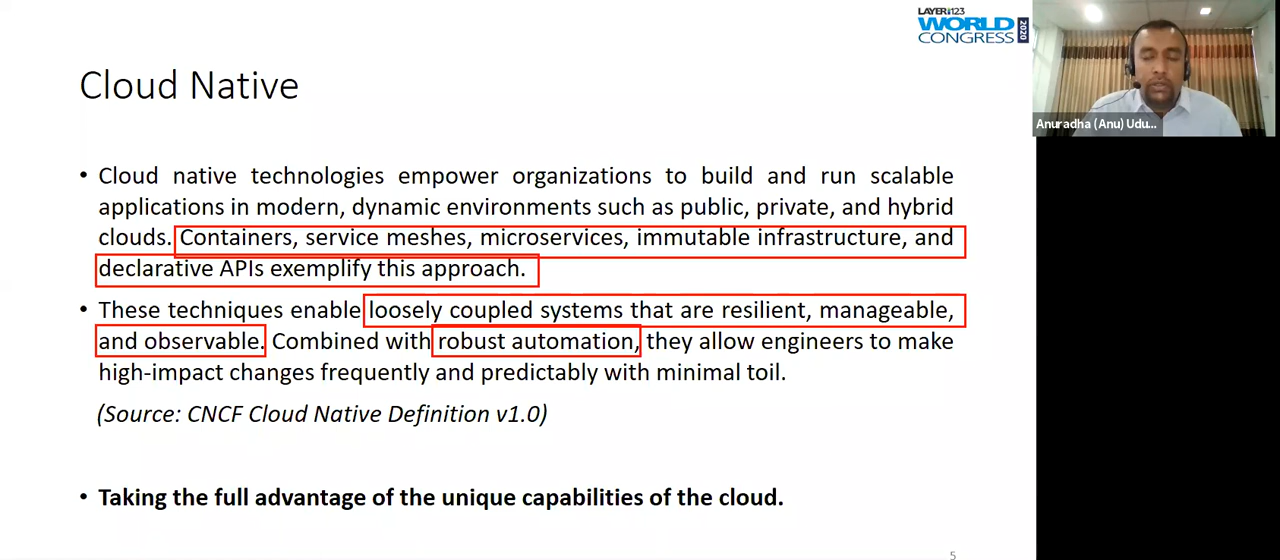 LAYER123
WORLD
CONGRESS 2020
Anuradha (Anu) Udu...
Cloud Native
• Cloud native technologies empower organizations to build and run scalable
applications in modern, dynamic environments such as public, private, and hybrid
clouds. Containers, service meshes, microservices, immutable infrastructure, and
declarative APIs exemplify this approach.
• These techniques enable loosely coupled systems that are resilient, manageable,
and observable. Combined with robust automation, they allow engineers to make
high-impact changes frequently and predictably with minimal toil.
(Source: CNCF Cloud Native Definition v1.0)
• Taking the full advantage of the unique capabilities of the cloud.
5